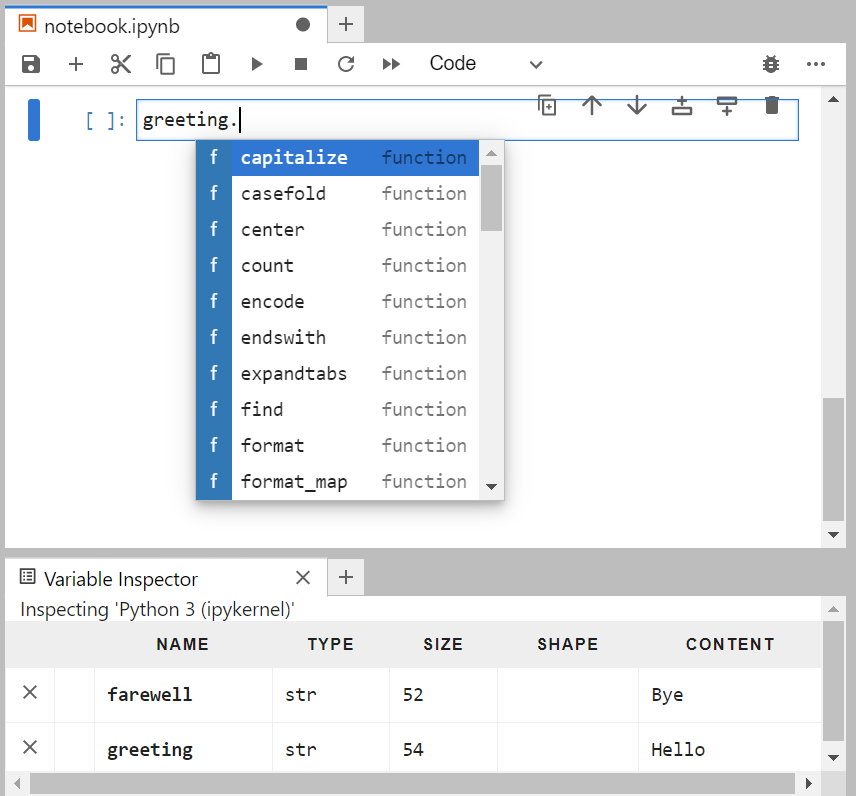 notebook.ipynb
Code
[ ]: greeting.
f capitalize function
f casefold function
f center function
f count function
f encode function
f endswith function
f expandtabs function
f find function
f format function
f format_map function
Variable Inspector
Inspecting 'Python 3 (ipykernel)'
NAME TYPE SIZE SHAPE CONTENT
farewell str 52 Bye
greeting str 54 Hello